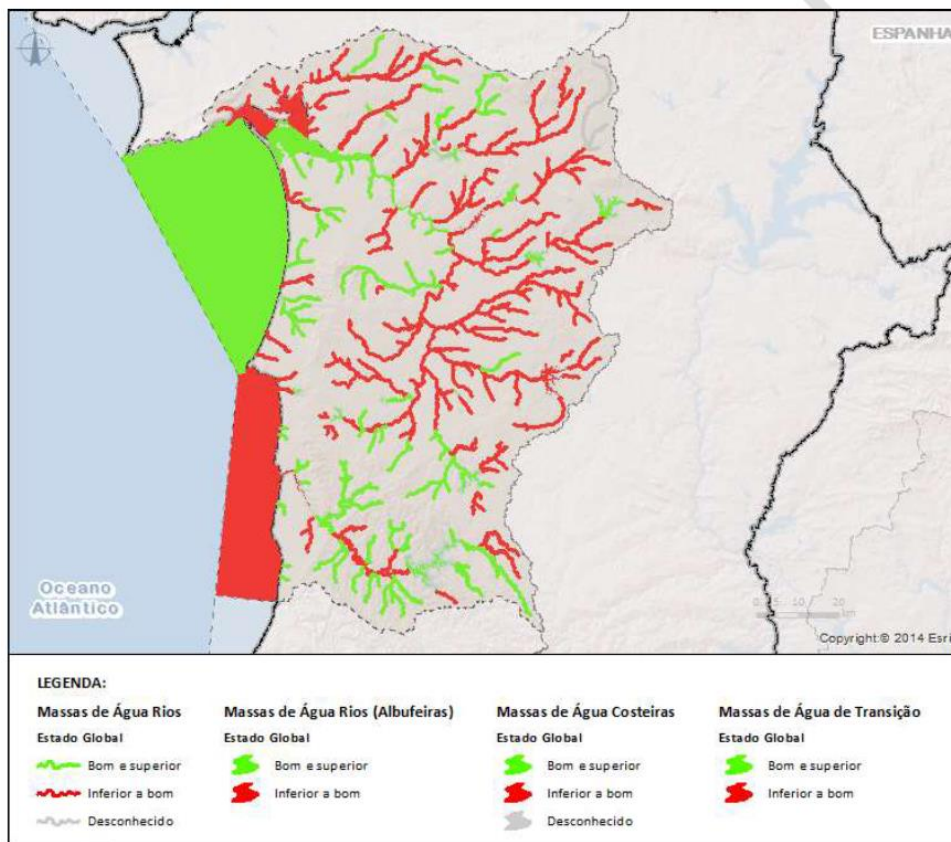 ESPANHA
Oceano
Atlântico
Copyright:© 2014 Esri
LEGENDA:
Massas de Água Rios
Estado Global
Bom e superior
Inferior a bom
Desconhecido
Massas de Água Rios (Albufeiras)
Estado Global
Bom e superior
Inferior a bom
Massas de Água Costeiras
Estado Global
Bom e superior
Inferior a bom
Desconhecido
Massas de Água de Transição
Estado Global
Bom e superior
Inferior a bom